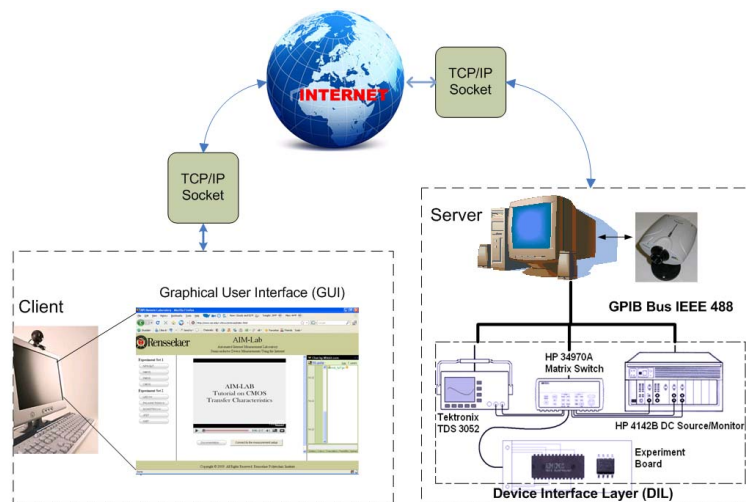 INTERNET
TCP/IP
Socket
TCP/IP
Socket
Server
GPIB Bus IEEE 488
Client
Graphical User Interface (GUI)
Rensselaer
AIM-Lab
AIM-LAB
Tutorial on CMOS
Transfer Characteristics
HP 34970A
Matrix Switch
Tektronix
TDS 3052
HP 4142B DC Source/Monitor
Experiment
Board
Device Interface Layer (DIL)